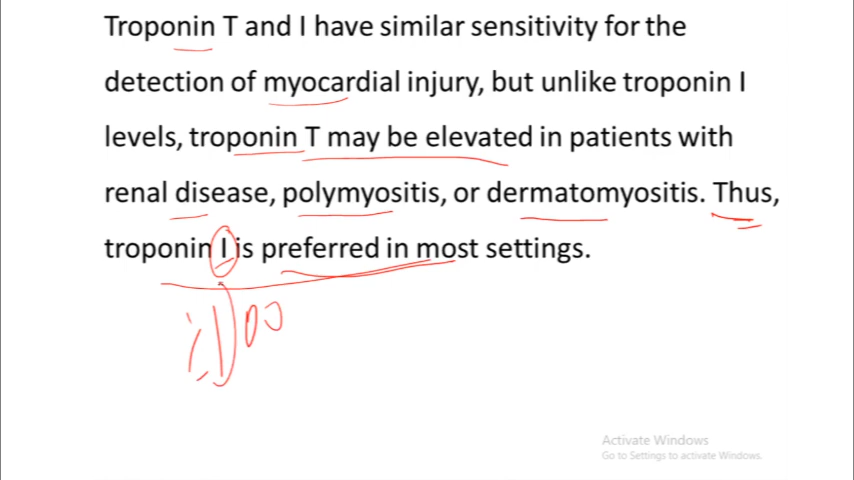 Troponin T and I have similar sensitivity for the
detection of myocardial injury, but unlike troponin I
levels, troponin T may be elevated in patients with
renal disease, polymyositis, or dermatomyositis. Thus,
troponin I is preferred in most settings.
Activate Windows
Go to Settings to activate Windows.